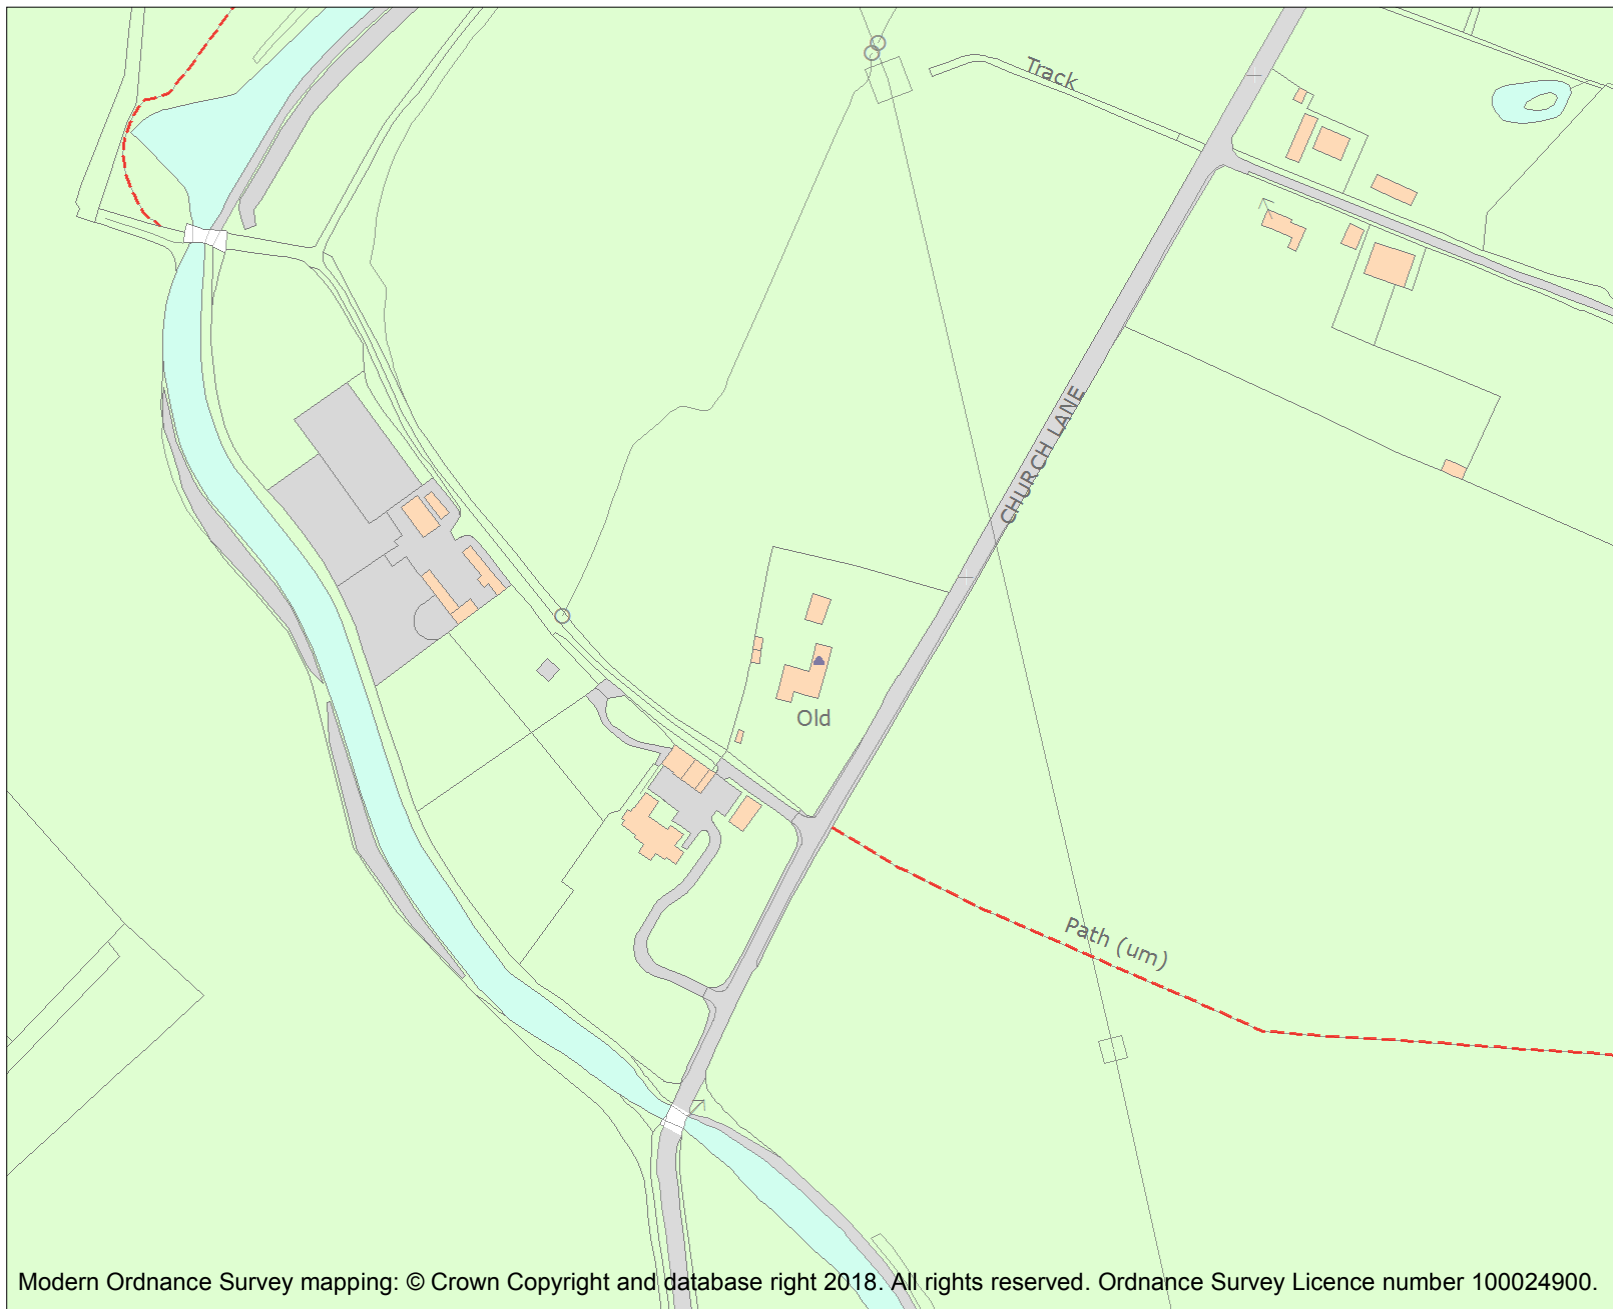 Track
CHURCH LANE
Old
Path (um)
Modern Ordnance Survey mapping: © Crown Copyright and database right 2018. All rights reserved. Ordnance Survey Licence number 100024900.